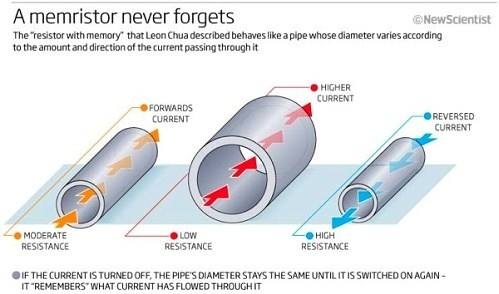 A memristor never forgets
©NewScientist
The "resistor with memory" that Leon Chua described behaves like a pipe whose diameter varies according
to the amount and direction of the current passing through it
FORWARDS
CURRENT
HIGHER
CURRENT
REVERSED
CURRENT
MODERATE
RESISTANCE
LOW
RESISTANCE
HIGH
RESISTANCE
IF THE CURRENT IS TURNED OFF, THE PIPE'S DIAMETER STAYS THE SAME UNTIL IT IS SWITCHED ON AGAIN –
IT "REMEMBERS" WHAT CURRENT HAS FLOWED THROUGH IT